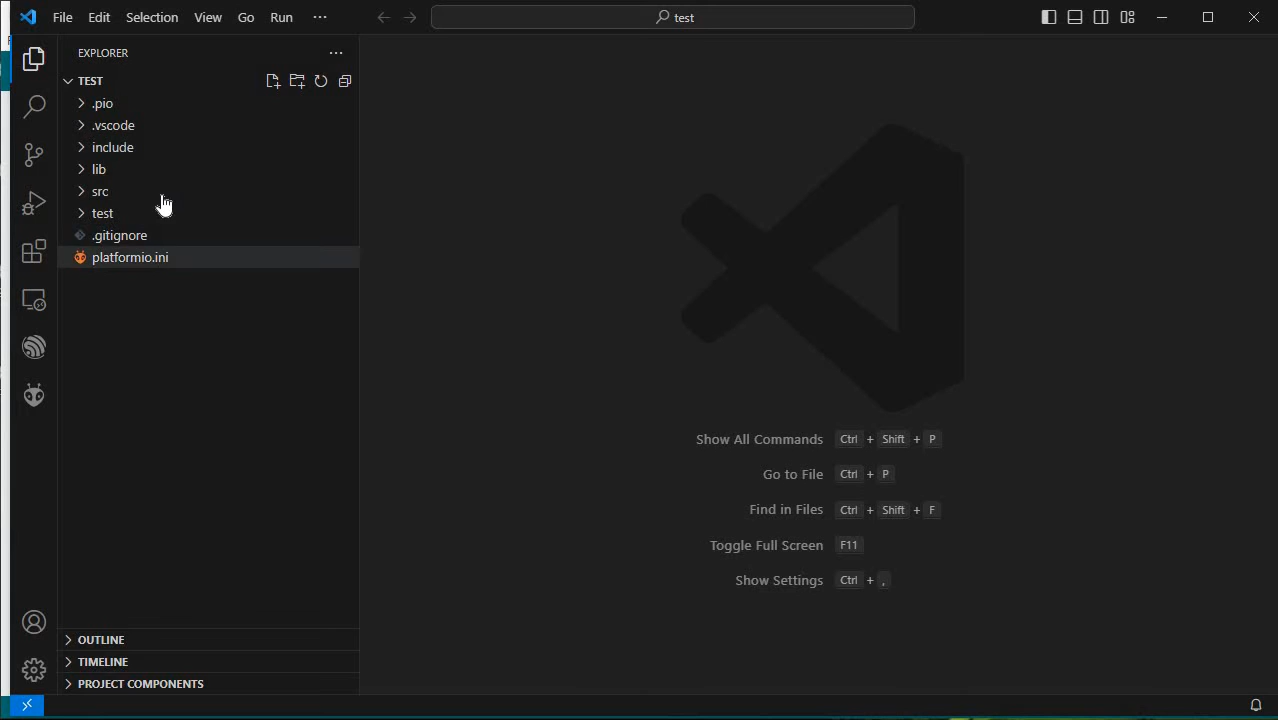 File Edit Selection View Go Run ···
test
EXPLORER
TEST
.pio
.vscode
include
lib
src
test
.gitignore
platformio.ini
Show All Commands Ctrl + Shift + P
Go to File Ctrl + P
Find in Files Ctrl + Shift + F
Toggle Full Screen F11
Show Settings Ctrl + ,
OUTLINE
TIMELINE
PROJECT COMPONENTS